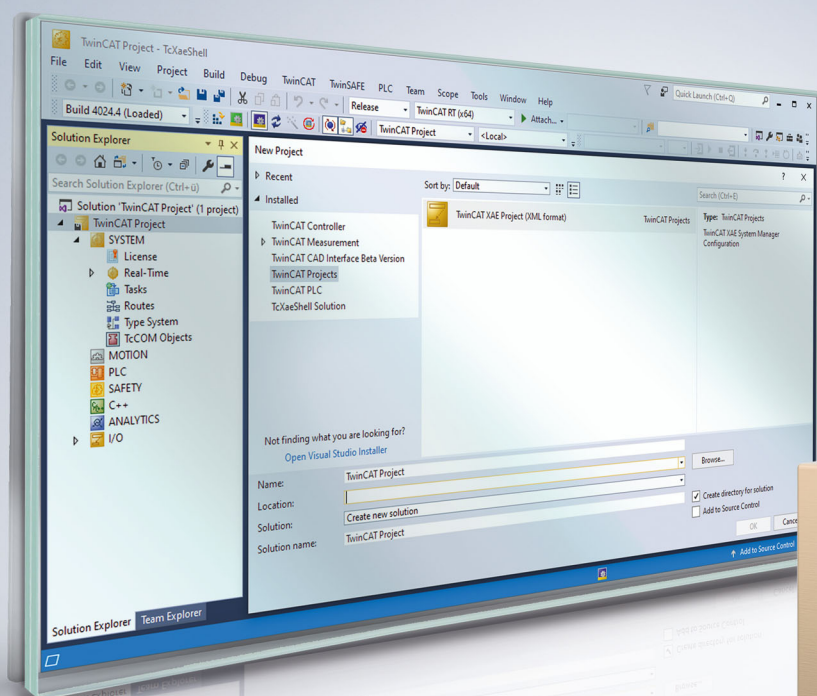 TwinCAT Project - TcXaeShell
File Edit View Project Build Debug TwinCAT TwinSAFE PLC Team Scope Tools Window Help
Quick Launch (Ctrl+Q)
Release TwinCAT RT (x64) Attach...
Build 4024.4 (Loaded) TwinCAT Project <Local>
Solution Explorer
Search Solution Explorer (Ctrl+ü)
Solution 'TwinCAT Project' (1 project)
TwinCAT Project
SYSTEM
License
Real-Time
Tasks
Routes
Type System
TcCOM Objects
MOTION
PLC
SAFETY
C++
ANALYTICS
I/O
Solution Explorer Team Explorer
New Project
? X
Recent
Installed
TwinCAT Controller
TwinCAT Measurement
TwinCAT CAD Interface Beta Version
TwinCAT Projects
TwinCAT PLC
TcXaeShell Solution
Not finding what you are looking for?
Open Visual Studio Installer
Sort by: Default
TwinCAT XAE Project (XML format) TwinCAT Projects
Search (Ctrl+E)
Type: TwinCAT Projects
TwinCAT XAE System Manager
Configuration
Name: TwinCAT Project
Location:
Browse...
Solution: Create new solution
Solution name: TwinCAT Project
Create directory for solution
Add to Source Control
OK Cance
Add to Source Control